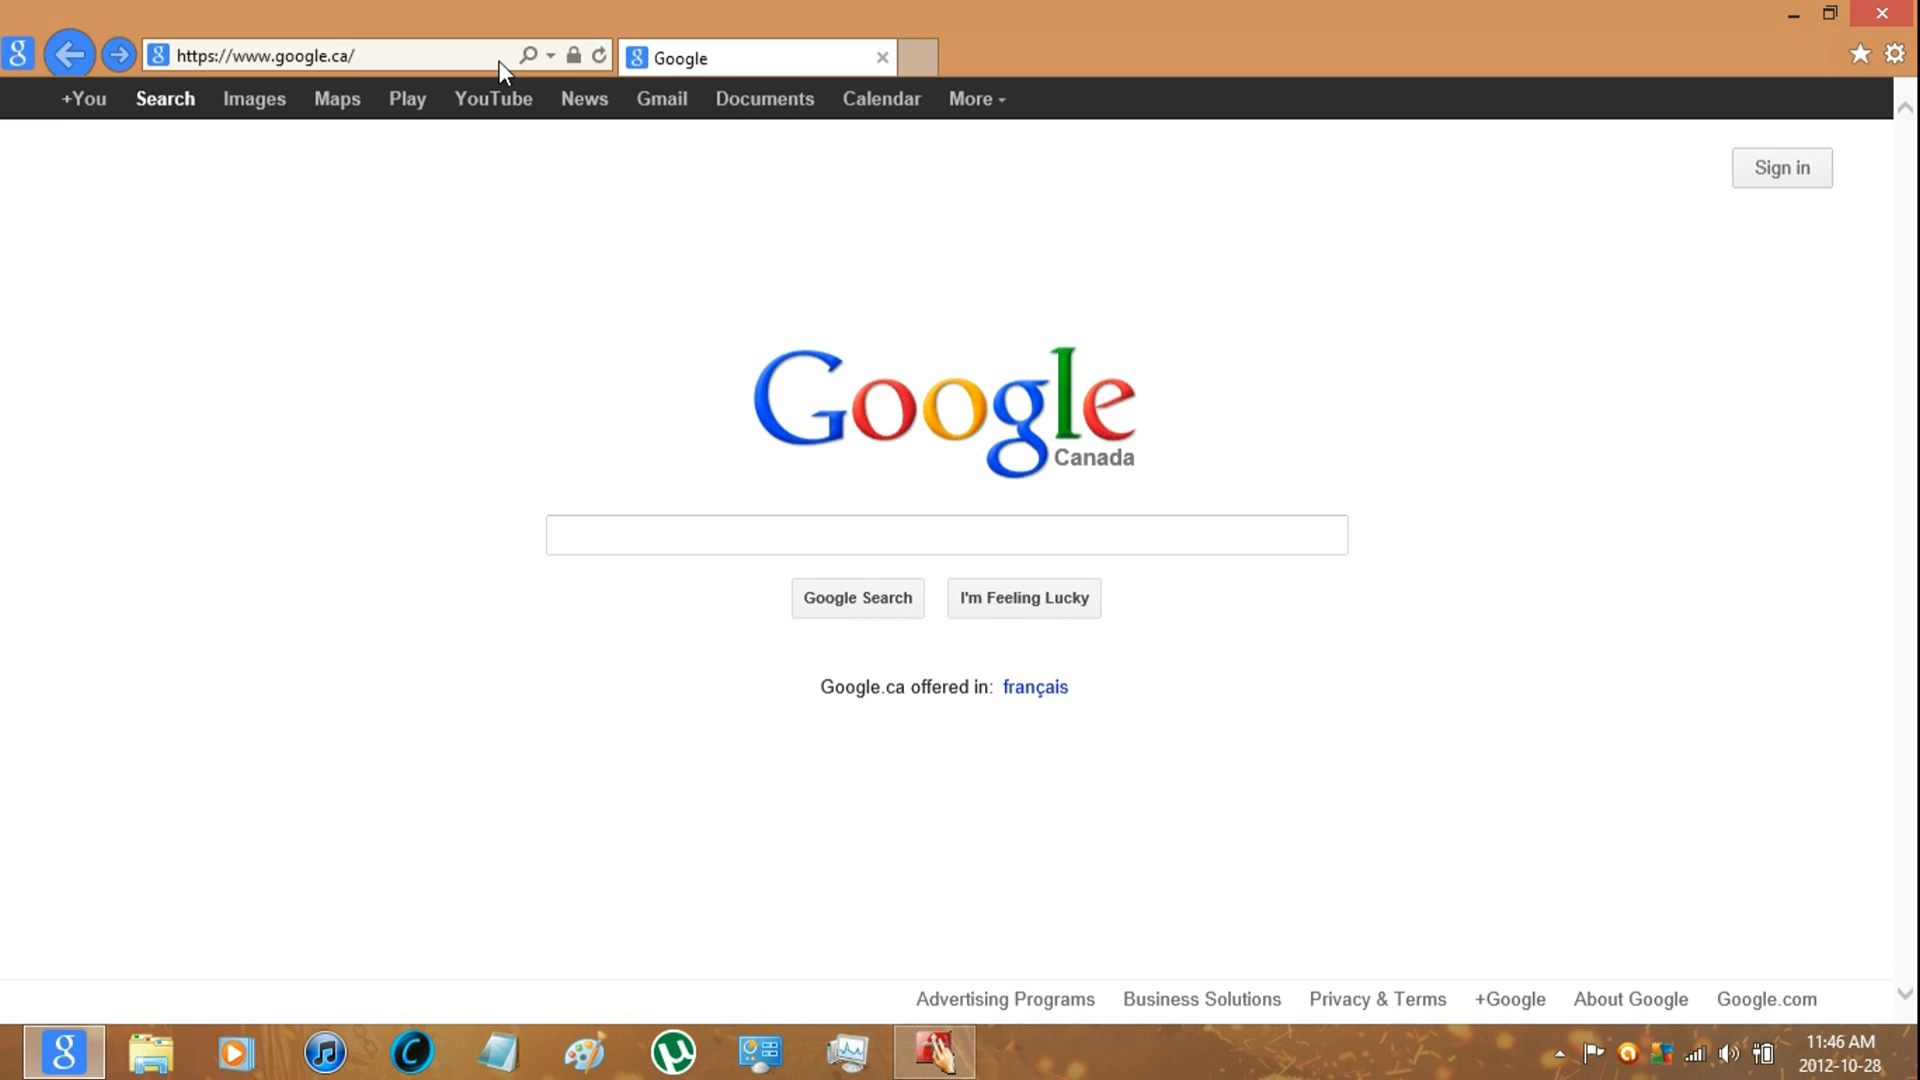 https://www.google.ca/
Google
+You Search Images Maps Play YouTube News Gmail Documents Calendar More
Sign in
Google
Canada
Google Search I'm Feeling Lucky
Google.ca offered in: français
Advertising Programs Business Solutions Privacy & Terms +Google About Google Google.com
11:46 AM
2012-10-28